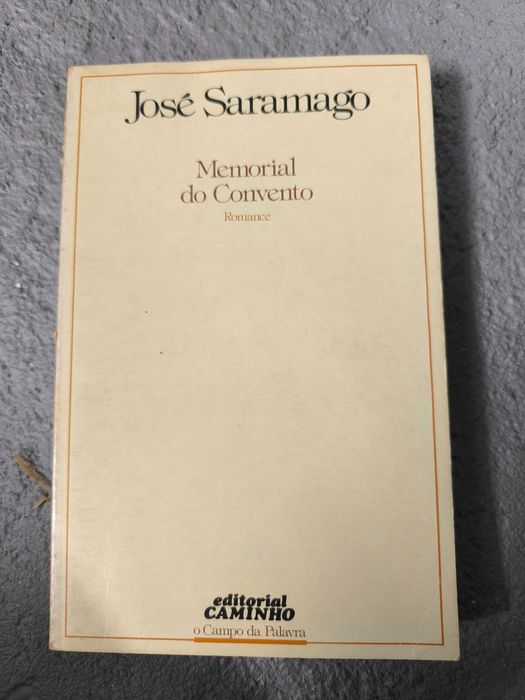 José Saramago
Memorial
do Convento
Romance
editorial
CAMINHO
o Campo da Palavra